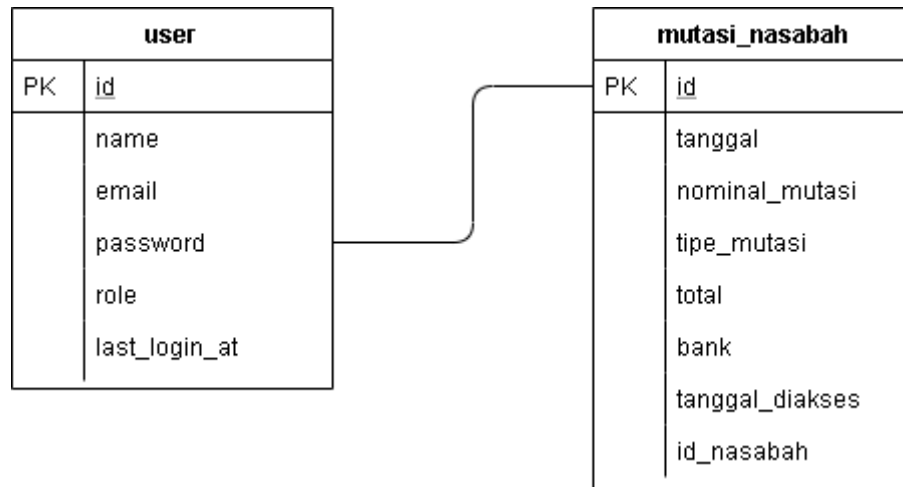 user
PK id
name
email
password
role
last_login_at
mutasi_nasabah
PK id
tanggal
nominal_mutasi
tipe_mutasi
total
bank
tanggal_diakses
id_nasabah